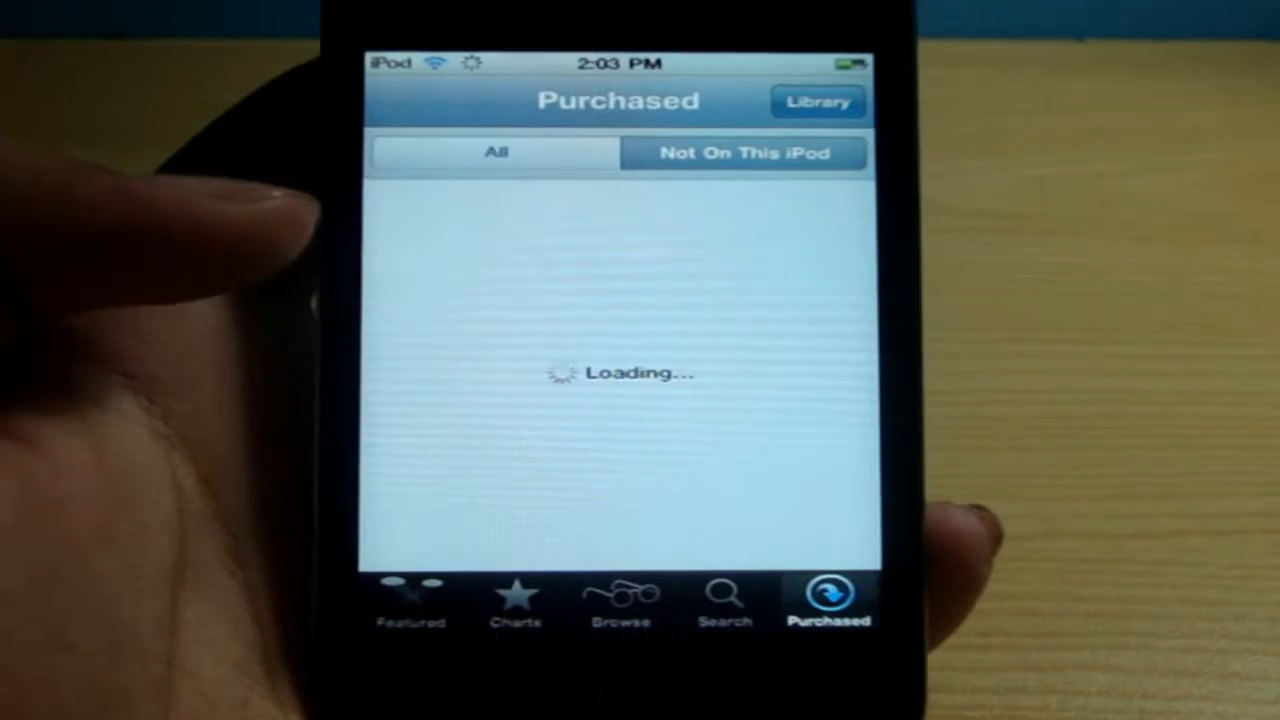 iPod 2:03 PM
Purchased Library
All Not On This iPod
Loading...
Featured Charts Browse Search Purchased